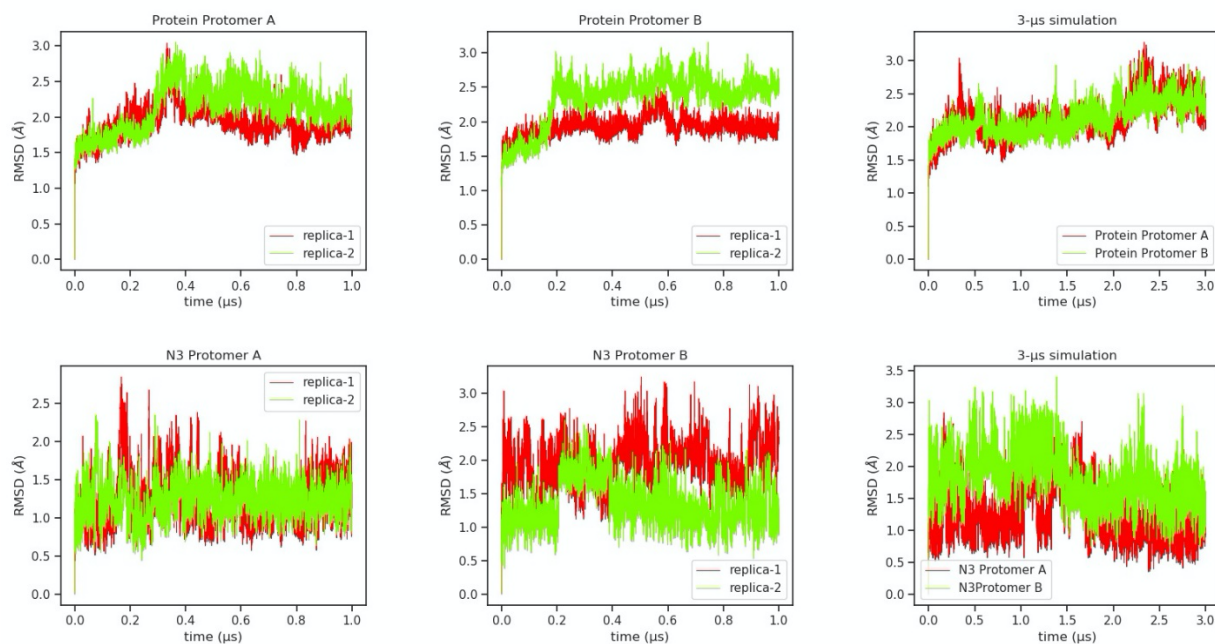 Protein Protomer A
3.0
2.5
2.0
1.5
1.0
0.5
0.0
RMSD (Å)
replica-1
replica-2
0.0 0.2 0.4 0.6 0.8 1.0
time (µs)
Protein Protomer B
3.0
2.5
2.0
1.5
1.0
0.5
0.0
RMSD (Å)
replica-1
replica-2
0.0 0.2 0.4 0.6 0.8 1.0
time (µs)
3-µs simulation
3.0
2.5
2.0
1.5
1.0
0.5
0.0
RMSD (Å)
Protein Protomer A
Protein Protomer B
0.0 0.5 1.0 1.5 2.0 2.5 3.0
time (µs)
N3 Protomer A
2.5
2.0
1.5
1.0
0.5
0.0
RMSD (Å)
replica-1
replica-2
0.0 0.2 0.4 0.6 0.8 1.0
time (µs)
N3 Protomer B
3.0
2.5
2.0
1.5
1.0
0.5
0.0
RMSD (Å)
replica-1
replica-2
0.0 0.2 0.4 0.6 0.8 1.0
time (µs)
3-µs simulation
3.5
3.0
2.5
2.0
1.5
1.0
0.5
0.0
RMSD (Å)
N3 Protomer A
N3Protomer B
0.0 0.5 1.0 1.5 2.0 2.5 3.0
time (µs)